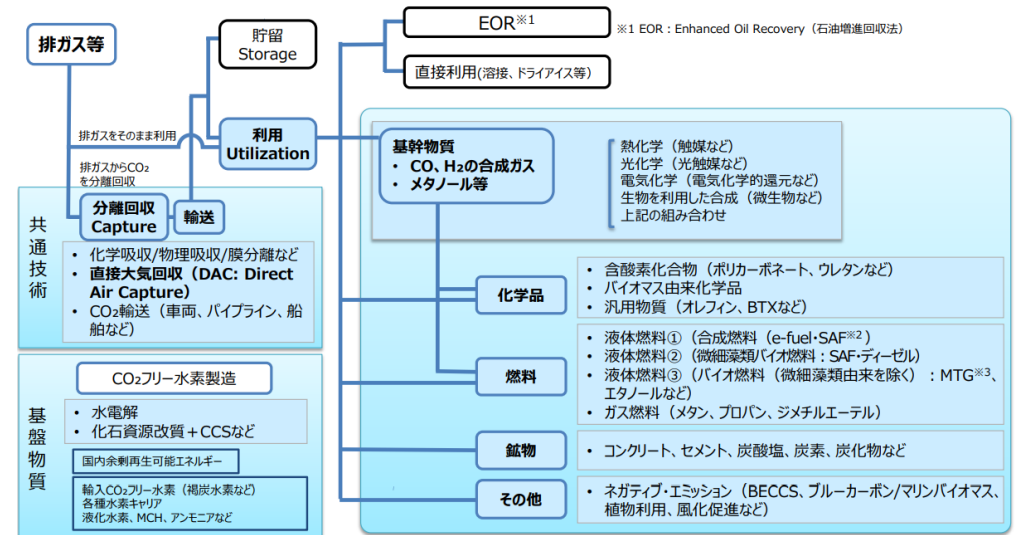 排ガス等
貯留
Storage
EOR※1
※1 EOR：Enhanced Oil Recovery（石油増進回収法）
直接利用(溶接、ドライアイス等)
排ガスをそのまま利用
利用
Utilization
排ガスからCO₂
を分離回収
基幹物質
• CO、H₂の合成ガス
• メタノール等
熱化学（触媒など）
光化学（光触媒など）
電気化学（電気化学的還元など）
生物を利用した合成（微生物など）
上記の組み合わせ
共通技術
分離回収
Capture
輸送
• 化学吸収/物理吸収/膜分離など
• 直接大気回収（DAC: Direct
Air Capture）
• CO₂輸送（車両、パイプライン、船
舶など）
化学品
• 含酸素化合物（ポリカーボネート、ウレタンなど）
• バイオマス由来化学品
• 汎用物質（オレフィン、BTXなど）
燃料
• 液体燃料①（合成燃料（e-fuel・SAF※2）
• 液体燃料②（微細藻類バイオ燃料：SAF・ディーゼル）
• 液体燃料③（バイオ燃料（微細藻類由来を除く）：MTG※3、
エタノールなど）
• ガス燃料（メタン、プロパン、ジメチルエーテル）
鉱物
• コンクリート、セメント、炭酸塩、炭素、炭化物など
その他
• ネガティブ・エミッション（BECCS、ブルーカーボン/マリンバイオマス、
植物利用、風化促進など）
基盤物質
CO₂フリー水素製造
• 水電解
• 化石資源改質＋CCSなど
国内余剰再生可能エネルギー
輸入CO₂フリー水素（褐炭水素など）
各種水素キャリア
液化水素、MCH、アンモニアなど